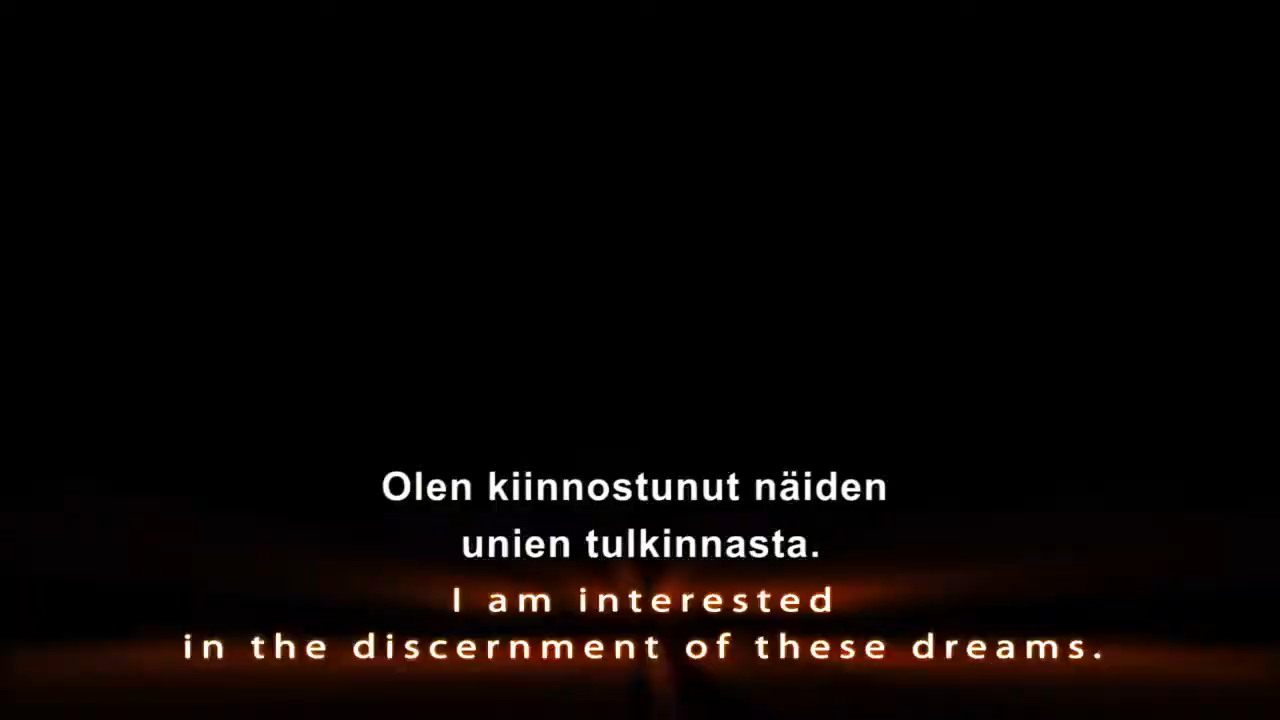 Olen kiinnostunut näiden
unien tulkinnasta.
I am interested
in the discernment of these dreams.